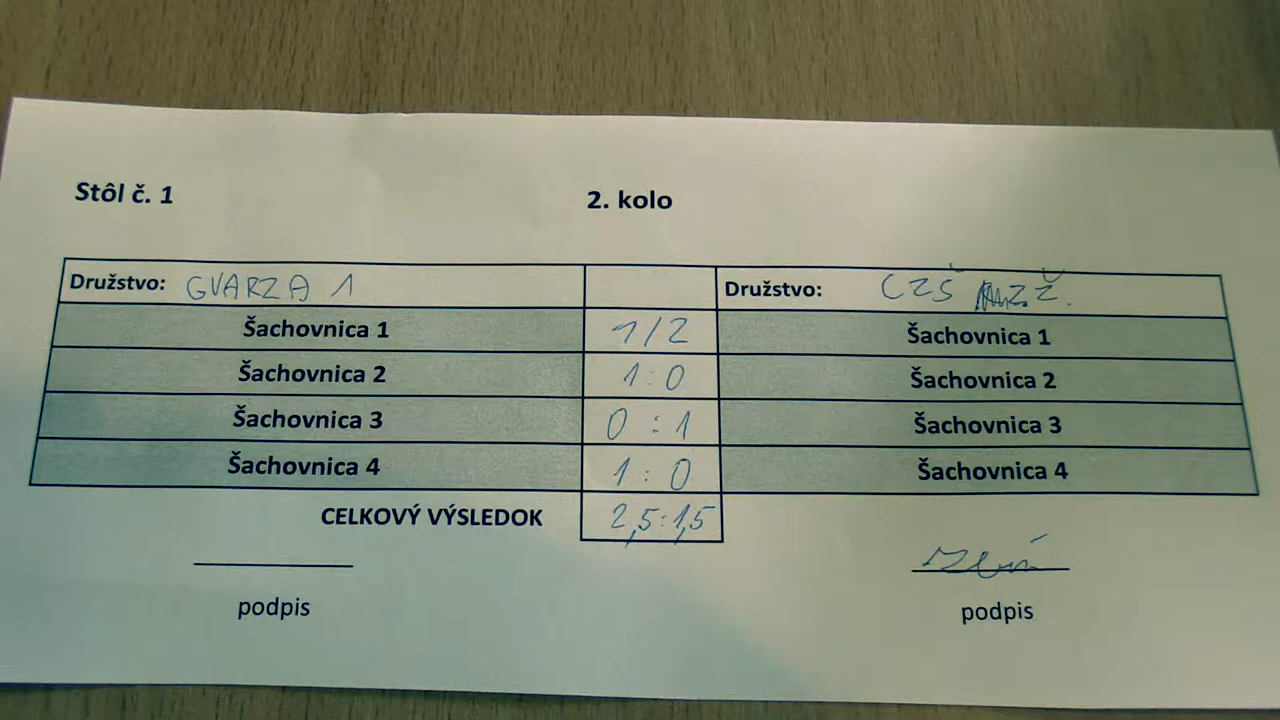 Stôl č. 1 2. kolo
Družstvo: GVARZA 1 Družstvo: CZŠ ZŽ.
Šachovnica 1 1/2 Šachovnica 1
Šachovnica 2 1:0 Šachovnica 2
Šachovnica 3 0:1 Šachovnica 3
Šachovnica 4 1:0 Šachovnica 4
CELKOVÝ VÝSLEDOK 2,5:1,5
podpis podpis